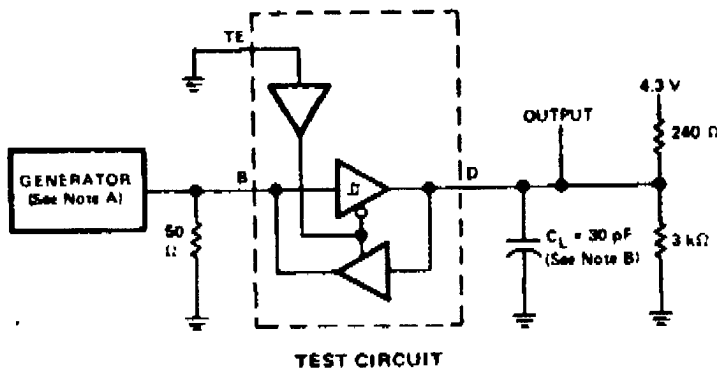 TE
4.3 V
OUTPUT
240 Ω
GENERATOR
(See Note A)
B
D
50
Ω
C_L = 30 pF
(See Note B)
3 kΩ
TEST CIRCUIT